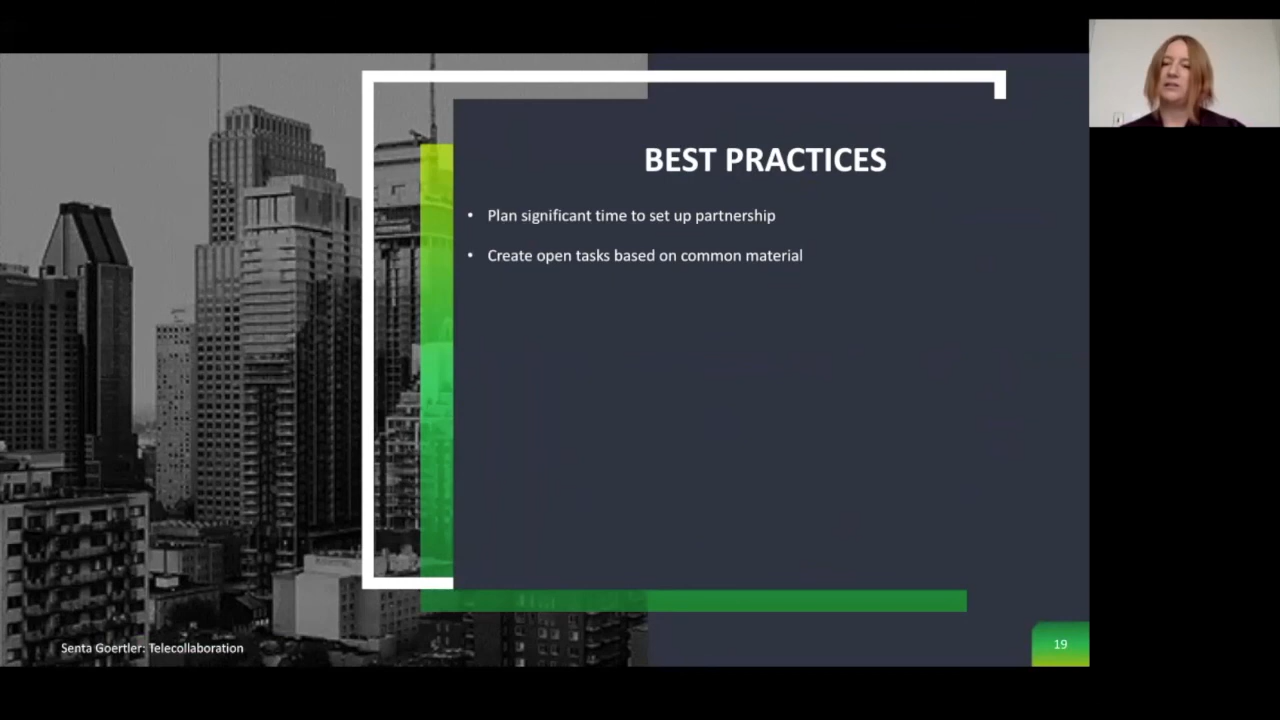 BEST PRACTICES
• Plan significant time to set up partnership
• Create open tasks based on common material
Senta Goertler: Telecollaboration
19